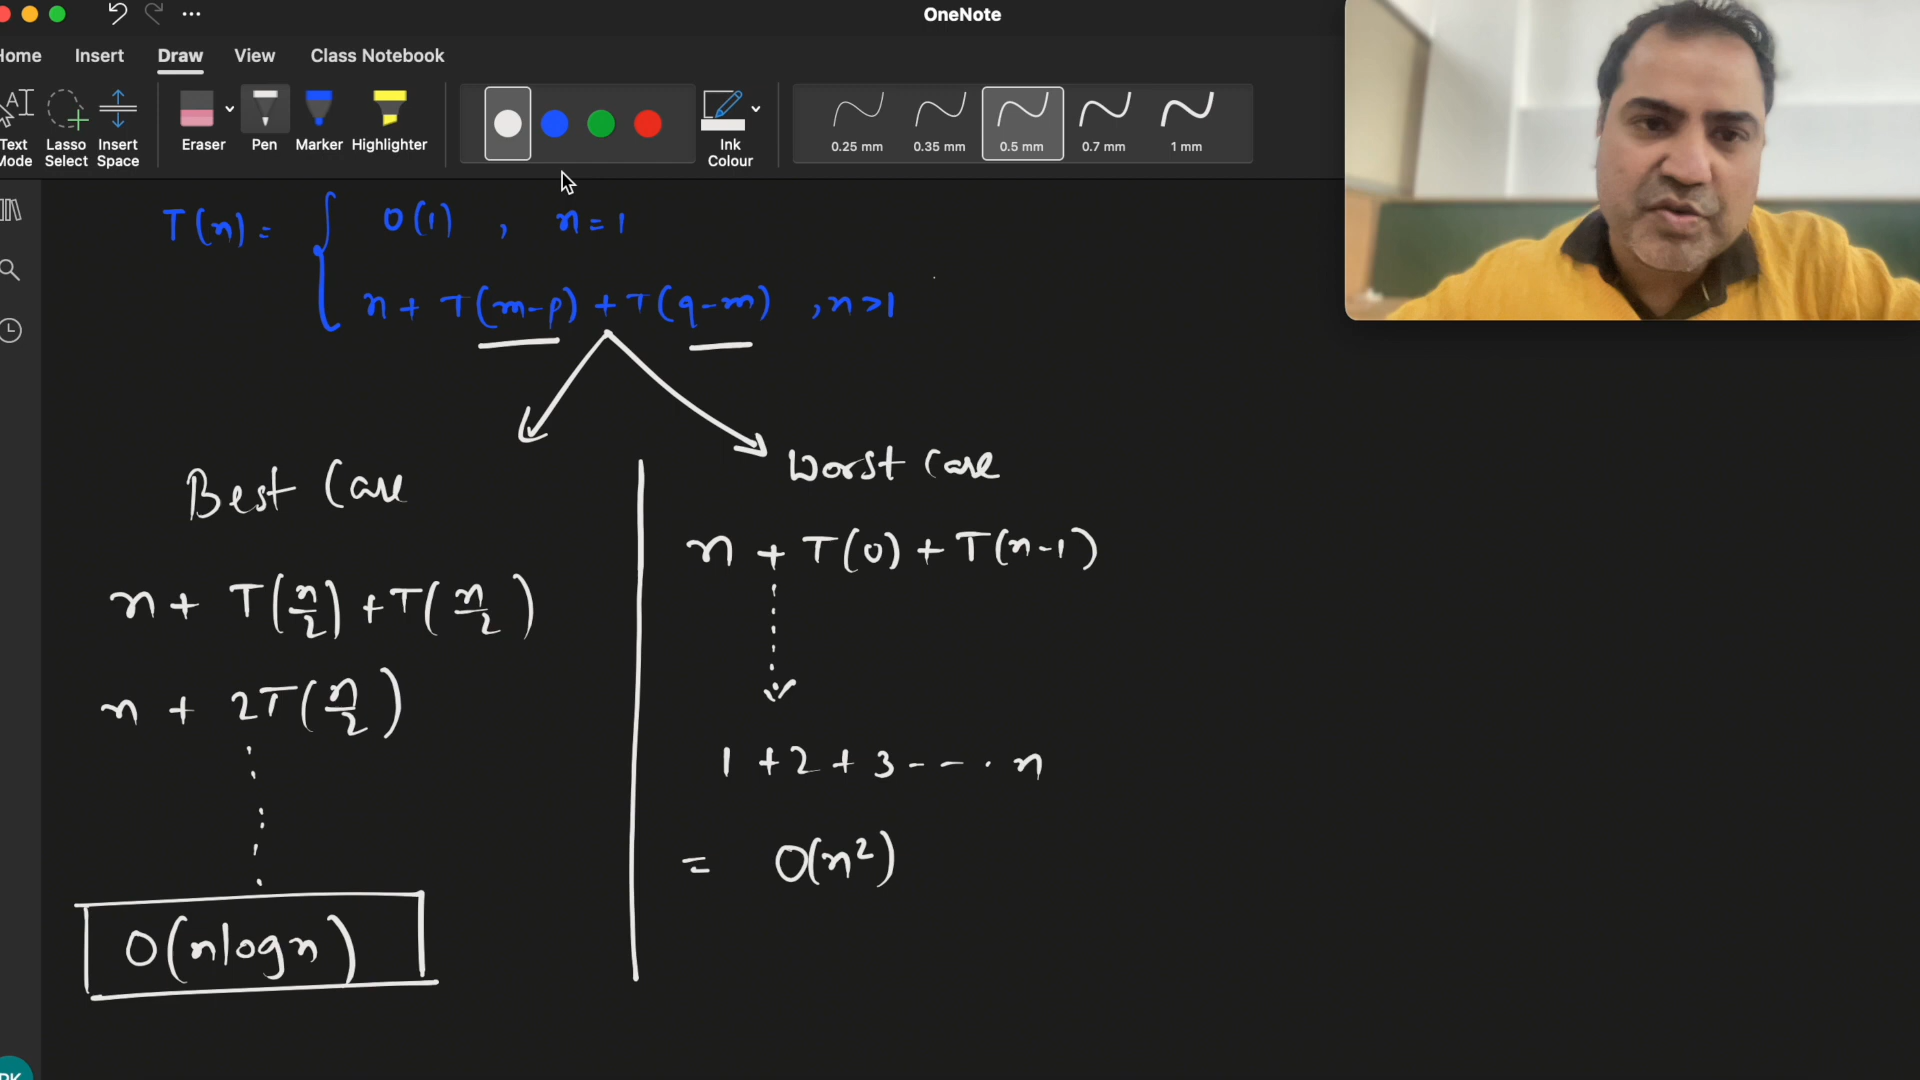 OneNote
Home Insert Draw View Class Notebook
Text Mode
Lasso Select
Insert Space
Eraser
Pen
Marker
Highlighter
Ink Colour
0.25 mm
0.35 mm
0.5 mm
0.7 mm
1 mm
T(n) = { O(1) , n = 1
n + T(m-p) + T(q-m) , n > 1
Best Case
n + T(n/2) + T(n/2)
n + 2T(n/2)
O(nlogn)
Worst Case
n + T(0) + T(n-1)
1 + 2 + 3 - - · n
= O(n²)